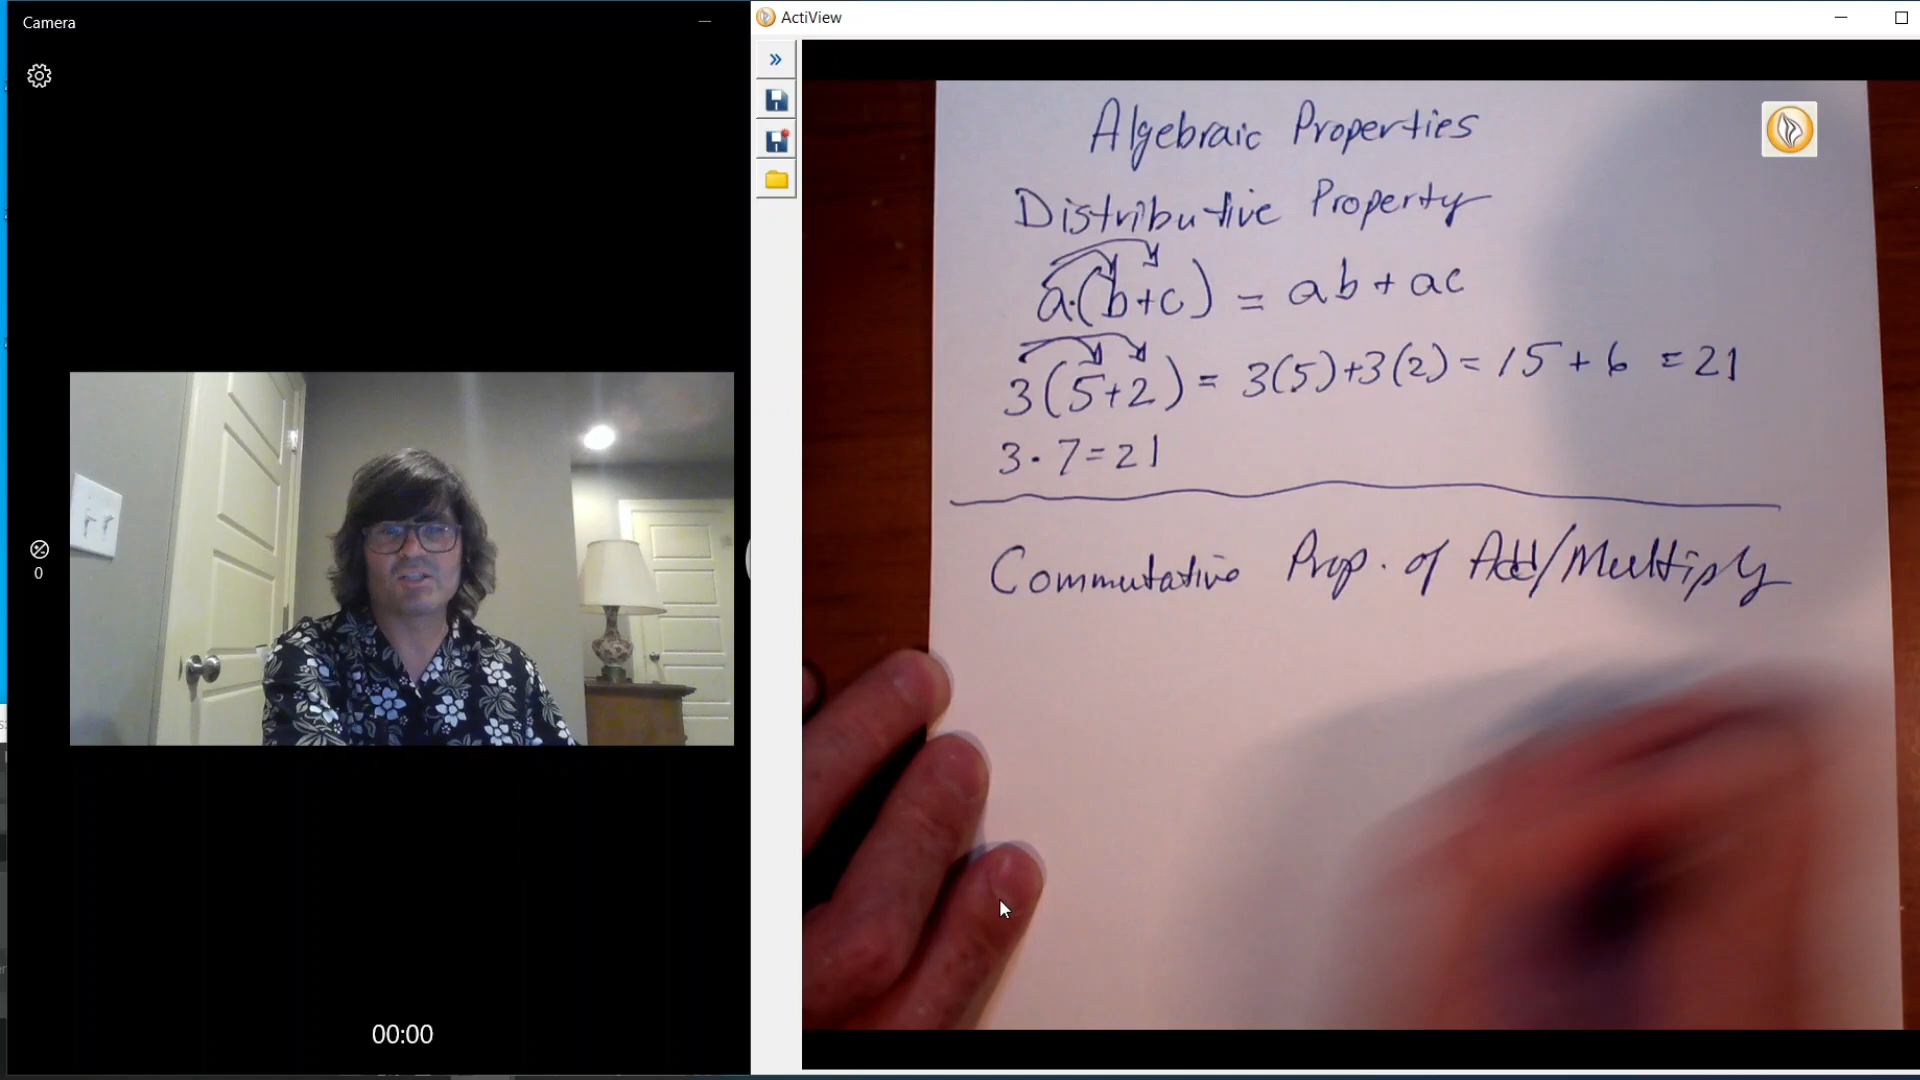 Camera
ActiView
»
0
00:00
Algebraic Properties
Distributive Property
a·(b+c) = ab + ac
3(5+2) = 3(5)+3(2) = 15 + 6 = 21
3 · 7 = 21
Commutative Prop. of Add/Multiply